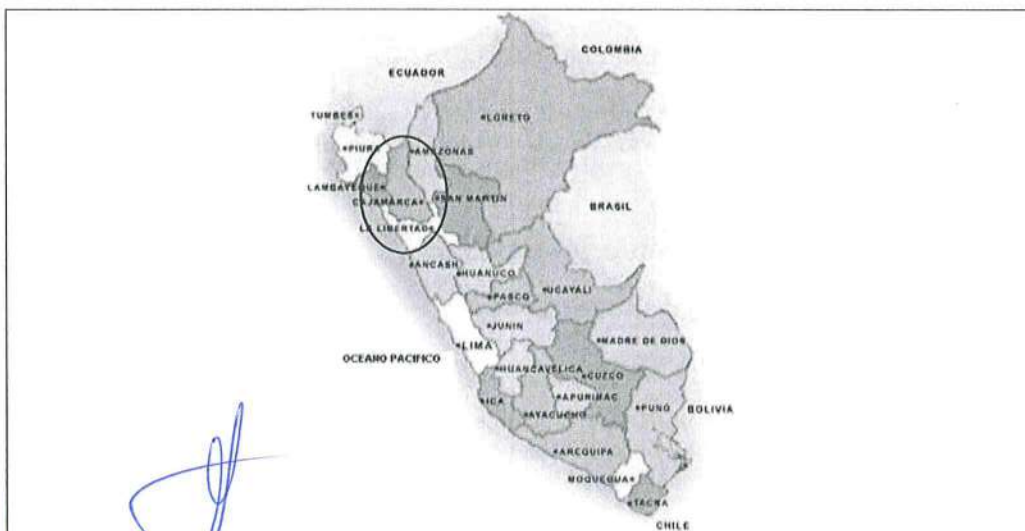 COLOMBIA
ECUADOR
TUMBES
LORETO
PIURA
AMAZONAS
LAMBAYEQUE
CAJAMARCA
SAN MARTIN
BRASIL
LA LIBERTAD
ANCASH
HUANUCO
UCAYALI
PASCO
JUNIN
MADRE DE DIOS
LIMA
OCEANO PACIFICO
HUANCAVELICA
CUZCO
ICA
APURIMAC
PUNO
BOLIVIA
AYACUCHO
AREQUIPA
MOQUEGUA
TACNA
CHILE